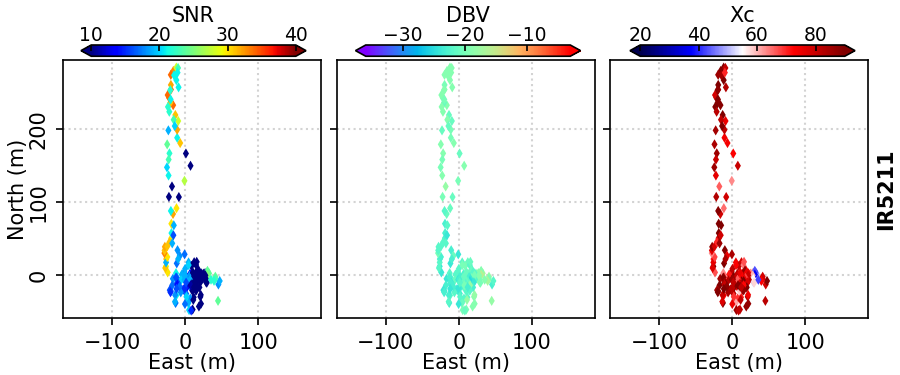 SNR DBV Xc
10 20 30 40 −30 −20 −10 20 40 60 80
North (m)
200
100
0
IR5211
−100 0 100 −100 0 100 −100 0 100
East (m) East (m) East (m)